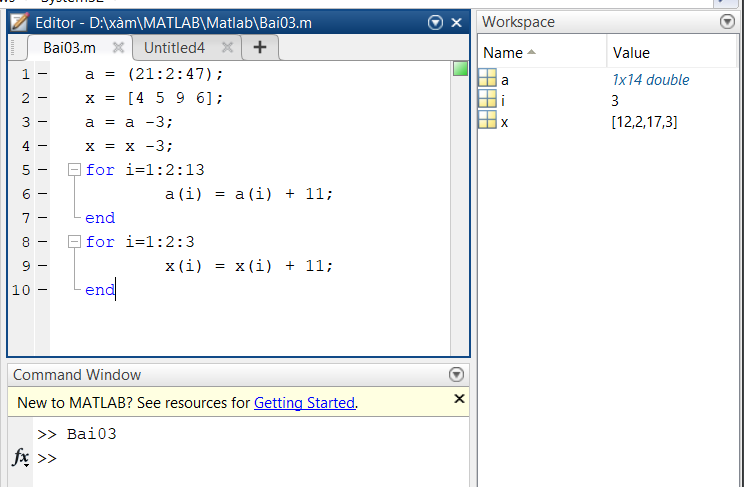 Editor - D:\xàm\MATLAB\Matlab\Bai03.m
Bai03.m
Untitled4
1 a = (21:2:47);
2 x = [4 5 9 6];
3 a = a -3;
4 x = x -3;
5 for i=1:2:13
6 a(i) = a(i) + 11;
7 end
8 for i=1:2:3
9 x(i) = x(i) + 11;
10 end
Command Window
New to MATLAB? See resources for Getting Started.
>> Bai03
fx >>
Workspace
Name Value
a 1x14 double
i 3
x [12,2,17,3]